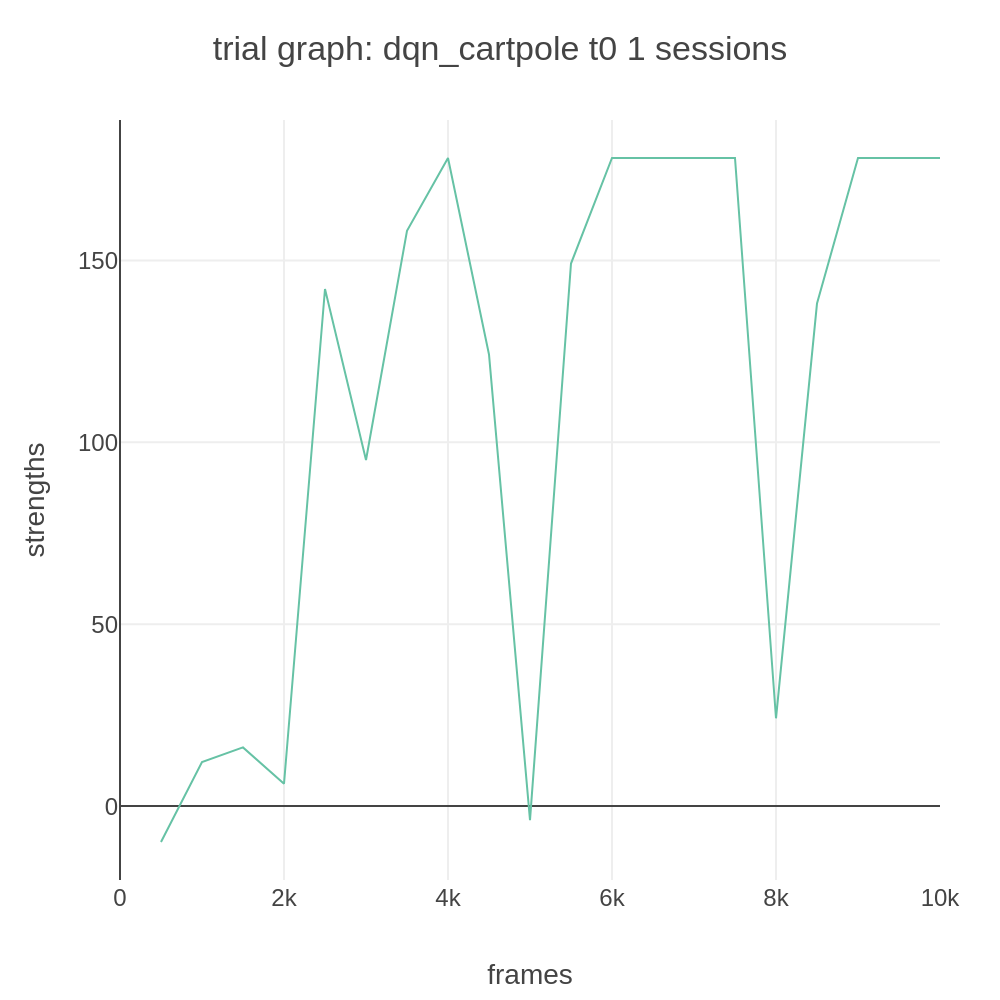 trial graph: dqn_cartpole t0 1 sessions
strengths
150
100
50
0
0
2k
4k
6k
8k
10k
frames